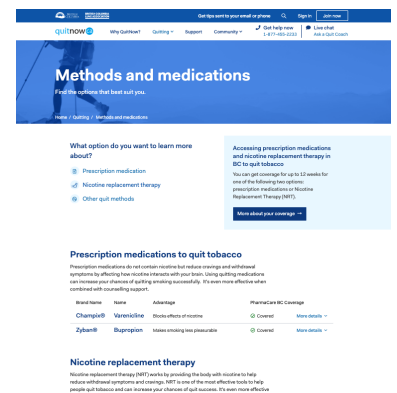 BRITISH COLUMBIA
BRITISH COLUMBIA LUNG ASSOCIATION
Get tips sent to your email or phone
Sign in
Join now
quitnow
Why QuitNow?
Quitting
Support
Community
Get help now
1-877-455-2233
Live chat
Ask a Quit Coach
Methods and medications
Find the options that best suit you.
Home / Quitting / Methods and medications
What option do you want to learn more
about?
Prescription medication
Nicotine replacement therapy
Other quit methods
Accessing prescription medications
and nicotine replacement therapy in
BC to quit tobacco
You can get coverage for up to 12 weeks for
one of the following two options:
prescription medications or Nicotine
Replacement Therapy (NRT).
More about your coverage →
Prescription medications to quit tobacco
Prescription medications do not contain nicotine but reduce cravings and withdrawal
symptoms by affecting how nicotine interacts with your brain. Using quitting medications
can increase your chances of quitting smoking successfully. It's even more effective when
combined with counselling support.
Brand Name Name Advantage PharmaCare BC Coverage
Champix® Varenicline Blocks effects of nicotine Covered More details
Zyban® Bupropion Makes smoking less pleasurable Covered More details
Nicotine replacement therapy
Nicotine replacement therapy (NRT) works by providing the body with nicotine to help
reduce withdrawal symptoms and cravings. NRT is one of the most effective tools to help
people quit tobacco and can increase your chances of quit success. It's even more effective